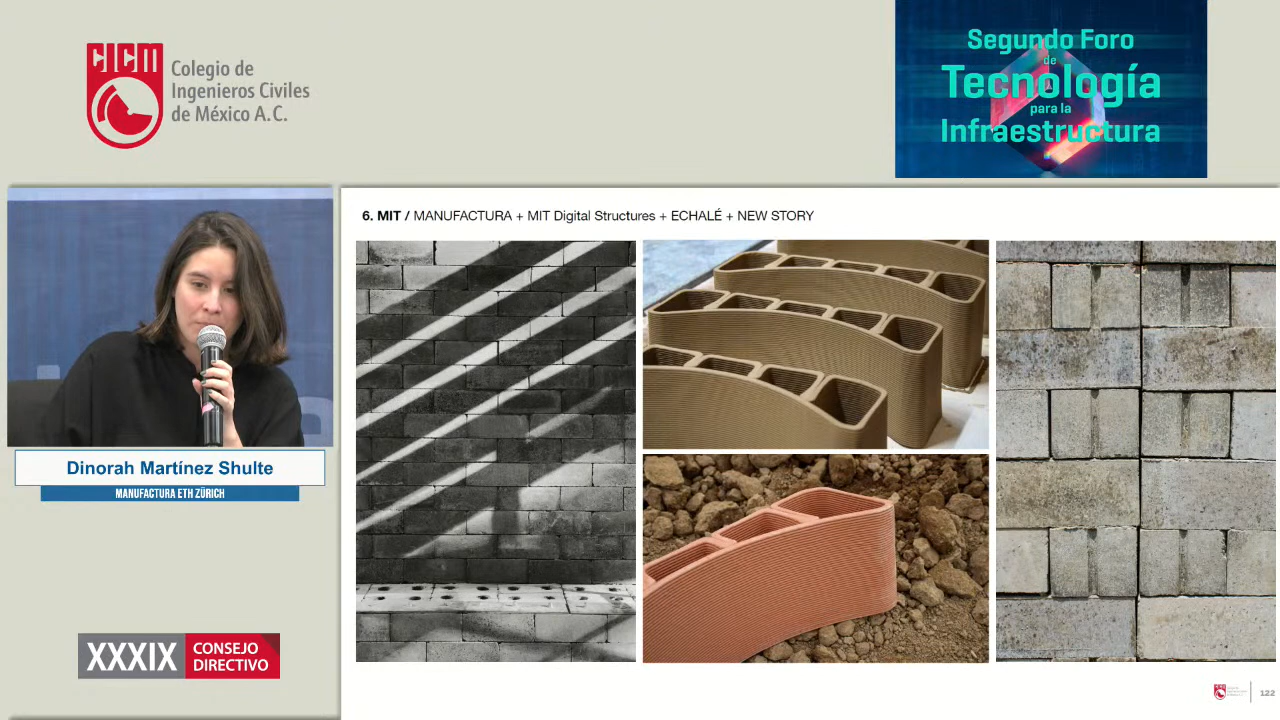 CICM
Colegio de
Ingenieros Civiles
de México A.C.
Segundo Foro
de
Tecnología
para la
Infraestructura
6. MIT / MANUFACTURA + MIT Digital Structures + ECHALÉ + NEW STORY
Dinorah Martínez Shulte
MANUFACTURA ETH ZÜRICH
XXXIX
CONSEJO
DIRECTIVO
122